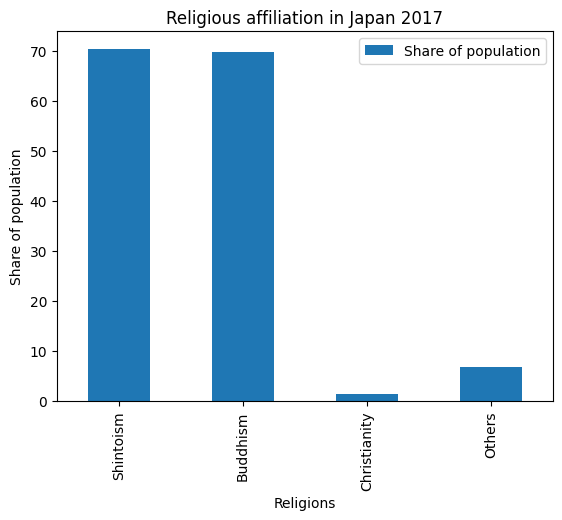 Religious affiliation in Japan 2017
Share of population
Share of population
70
60
50
40
30
20
10
0
Shintoism
Buddhism
Christianity
Others
Religions